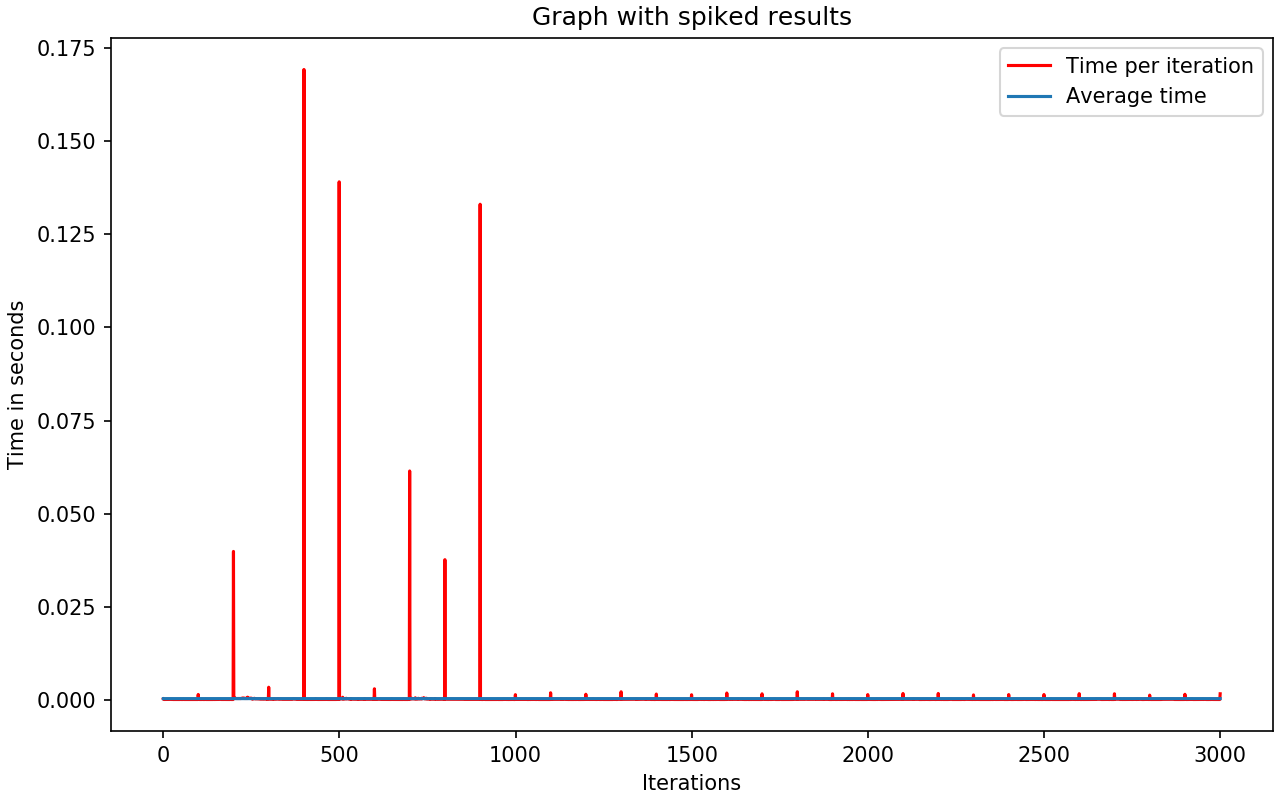 Graph with spiked results
Time per iteration
Average time
Time in seconds
0.175
0.150
0.125
0.100
0.075
0.050
0.025
0.000
0 500 1000 1500 2000 2500 3000
Iterations